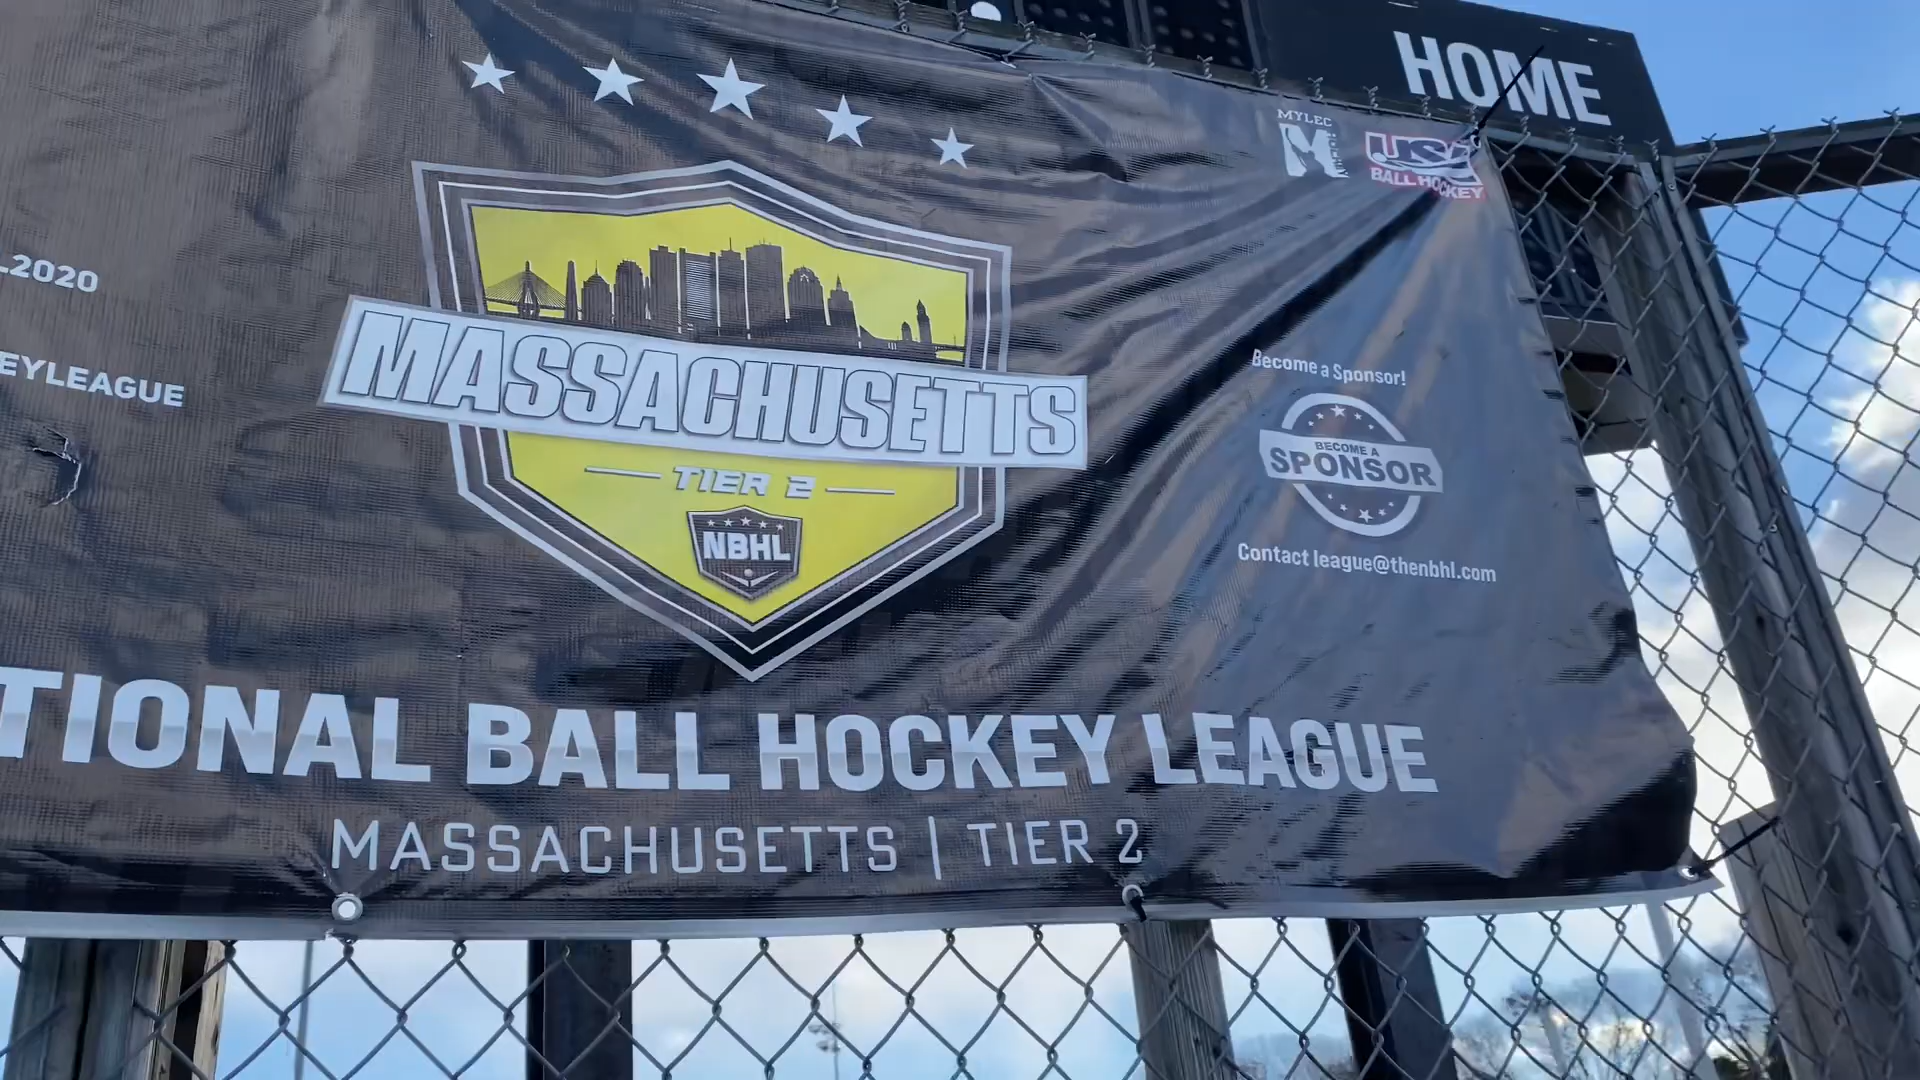 HOME
MYLEC
USA
BALL HOCKEY
L2020
EYLEAGUE
MASSACHUSETTS
TIER 2
NBHL
Become a Sponsor!
BECOME A
SPONSOR
Contact league@thenbhl.com
TIONAL BALL HOCKEY LEAGUE
MASSACHUSETTS | TIER 2